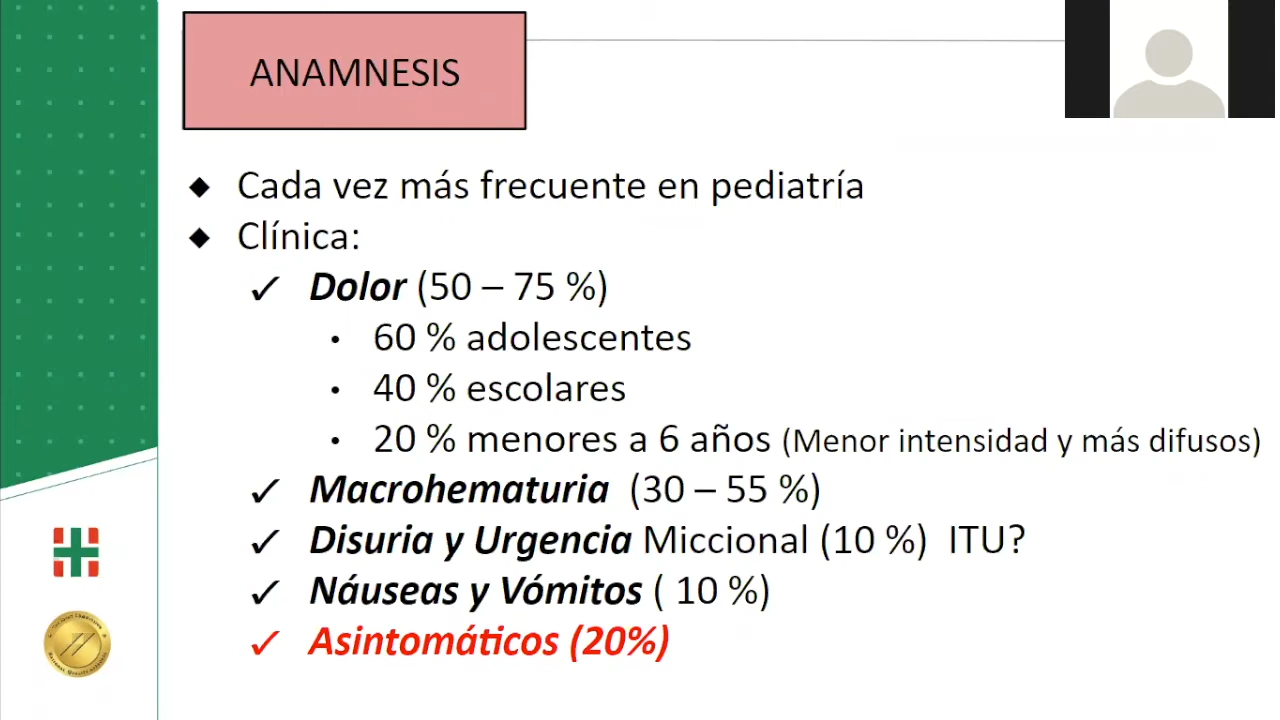 ANAMNESIS
◆ Cada vez más frecuente en pediatría
◆ Clínica:
✓ Dolor (50 – 75 %)
• 60 % adolescentes
• 40 % escolares
• 20 % menores a 6 años (Menor intensidad y más difusos)
✓ Macrohematuria (30 – 55 %)
✓ Disuria y Urgencia Miccional (10 %) ITU?
✓ Náuseas y Vómitos ( 10 %)
✓ Asintomáticos (20%)